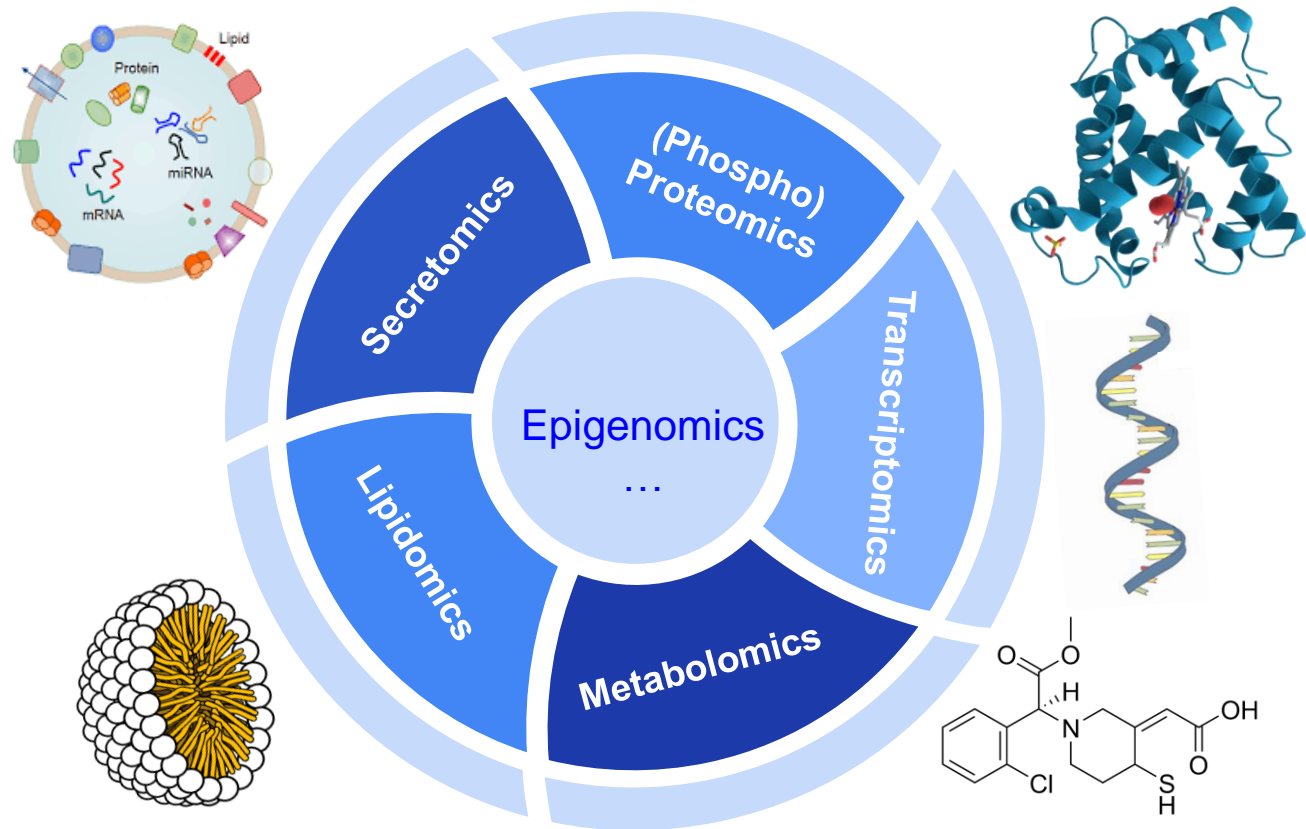 Lipid
Protein
miRNA
mRNA
(Phospho)
Proteomics
Secretomics
Transcriptomics
Epigenomics
…
Lipidomics
Metabolomics
O
O
H
N
OH
O
Cl
S
H